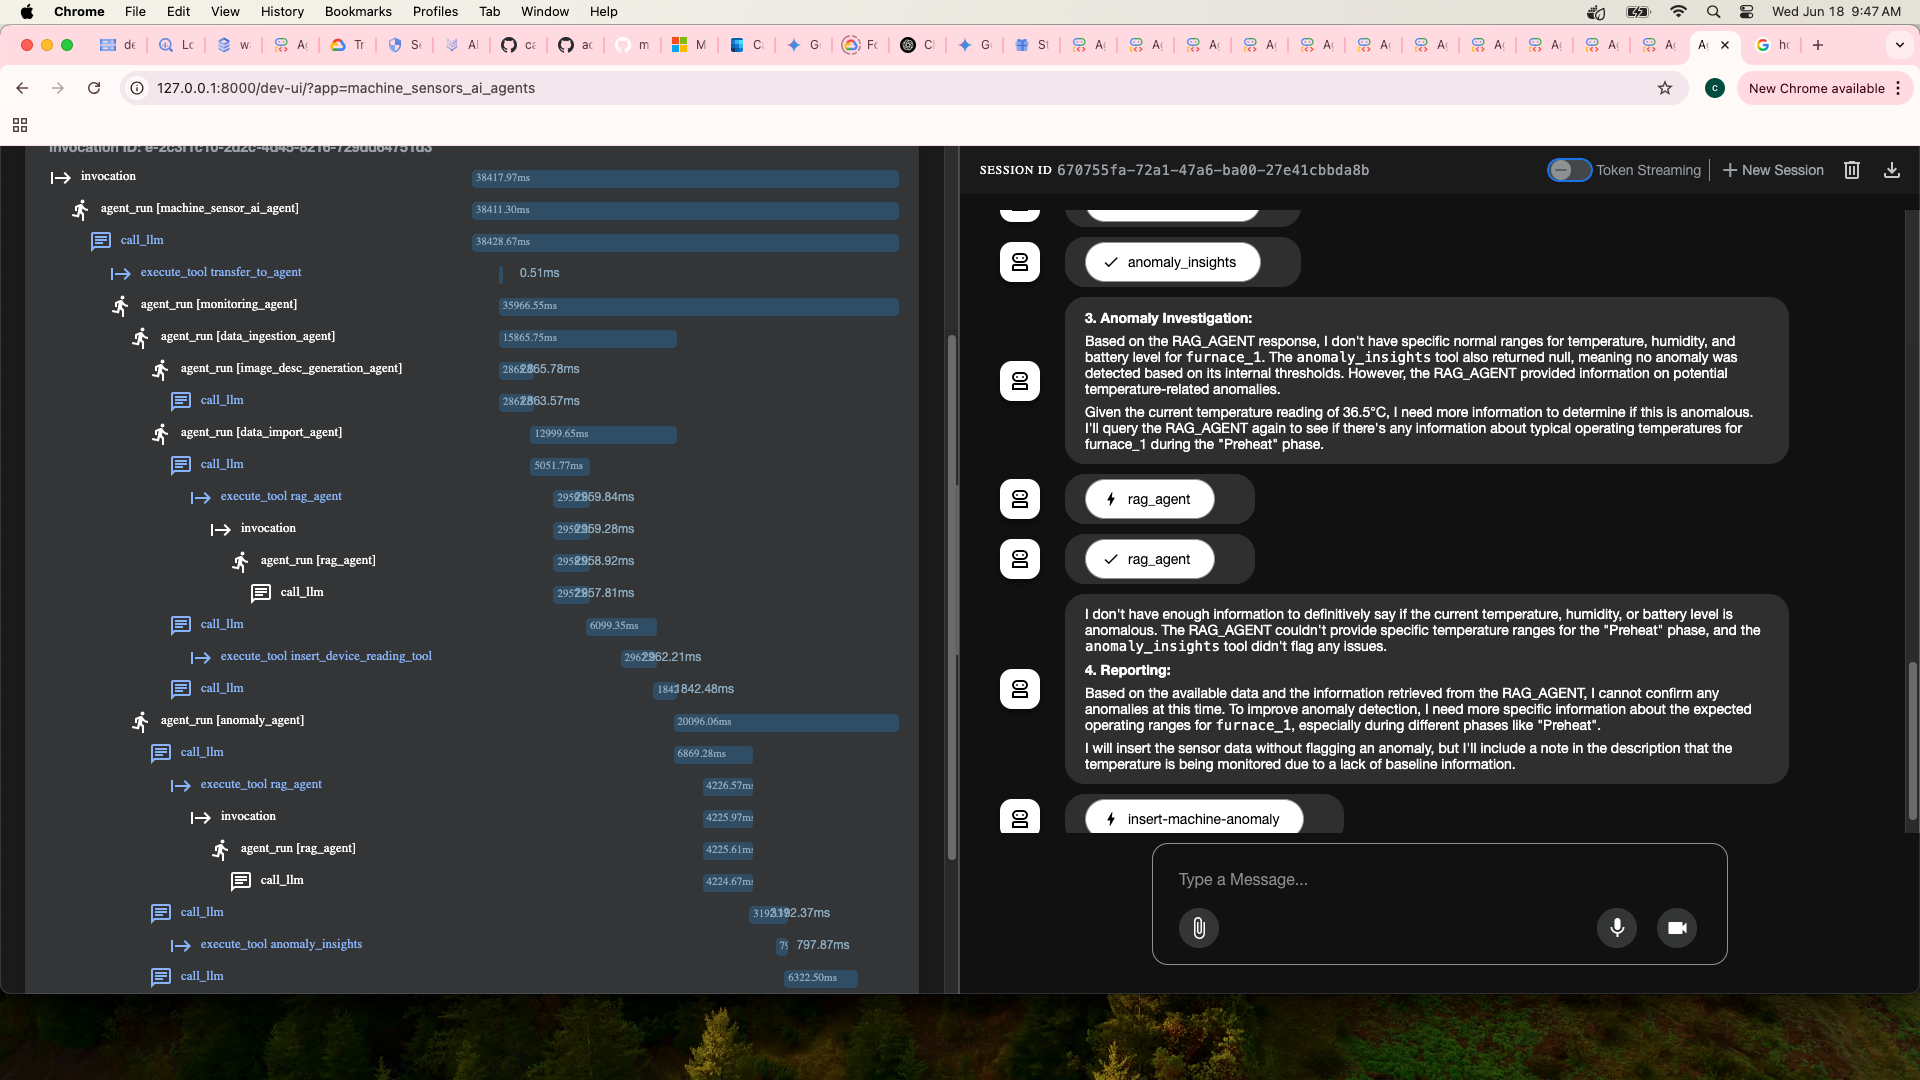 Chrome File Edit View History Bookmarks Profiles Tab Window Help Wed Jun 18 9:47 AM
de Lo w Ag Tr Se AI ca ac m M Ca G Fo C G St A A A A A A A A A A A A ho
127.0.0.1:8000/dev-ui/?app=machine_sensors_ai_agents
C
New Chrome available
invocation
38417.97ms
agent_run [machine_sensor_ai_agent]
38411.30ms
call_llm
38428.67ms
execute_tool transfer_to_agent
0.51ms
agent_run [monitoring_agent]
35966.55ms
agent_run [data_ingestion_agent]
15865.75ms
agent_run [image_desc_generation_agent]
2865.78ms
call_llm
2863.57ms
agent_run [data_import_agent]
12999.65ms
call_llm
5051.77ms
execute_tool rag_agent
2959.84ms
invocation
2959.28ms
agent_run [rag_agent]
2958.92ms
call_llm
2957.81ms
call_llm
6099.35ms
execute_tool insert_device_reading_tool
2962.21ms
call_llm
1842.48ms
agent_run [anomaly_agent]
20096.06ms
call_llm
6869.28ms
execute_tool rag_agent
4226.57ms
invocation
4225.97ms
agent_run [rag_agent]
4225.61ms
call_llm
4224.67ms
call_llm
3192.37ms
execute_tool anomaly_insights
797.87ms
call_llm
6322.50ms
SESSION ID 670755fa-72a1-47a6-ba00-27e41cbbda8b
Token Streaming
New Session
anomaly_insights
3. Anomaly Investigation:
Based on the RAG_AGENT response, I don't have specific normal ranges for temperature, humidity, and
battery level for furnace_1. The anomaly_insights tool also returned null, meaning no anomaly was
detected based on its internal thresholds. However, the RAG_AGENT provided information on potential
temperature-related anomalies.
Given the current temperature reading of 36.5°C, I need more information to determine if this is anomalous.
I'll query the RAG_AGENT again to see if there's any information about typical operating temperatures for
furnace_1 during the "Preheat" phase.
rag_agent
rag_agent
I don't have enough information to definitively say if the current temperature, humidity, or battery level is
anomalous. The RAG_AGENT couldn't provide specific temperature ranges for the "Preheat" phase, and the
anomaly_insights tool didn't flag any issues.
4. Reporting:
Based on the available data and the information retrieved from the RAG_AGENT, I cannot confirm any
anomalies at this time. To improve anomaly detection, I need more specific information about the expected
operating ranges for furnace_1, especially during different phases like "Preheat".
I will insert the sensor data without flagging an anomaly, but I'll include a note in the description that the
temperature is being monitored due to a lack of baseline information.
insert-machine-anomaly
Type a Message...